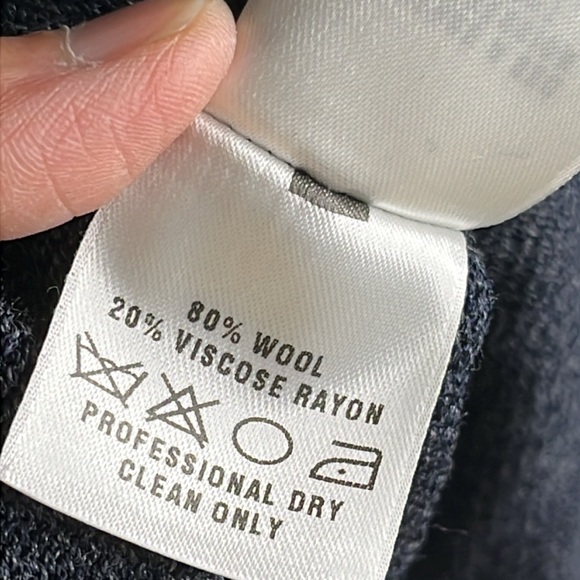 80% WOOL
20% VISCOSE RAYON
PROFESSIONAL DRY
CLEAN ONLY